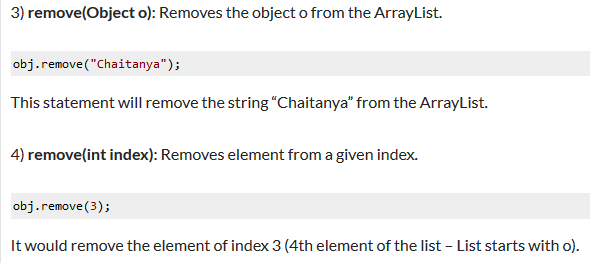 3) remove(Object o): Removes the object o from the ArrayList.
obj.remove("Chaitanya");
This statement will remove the string “Chaitanya” from the ArrayList.
4) remove(int index): Removes element from a given index.
obj.remove(3);
It would remove the element of index 3 (4th element of the list – List starts with o).